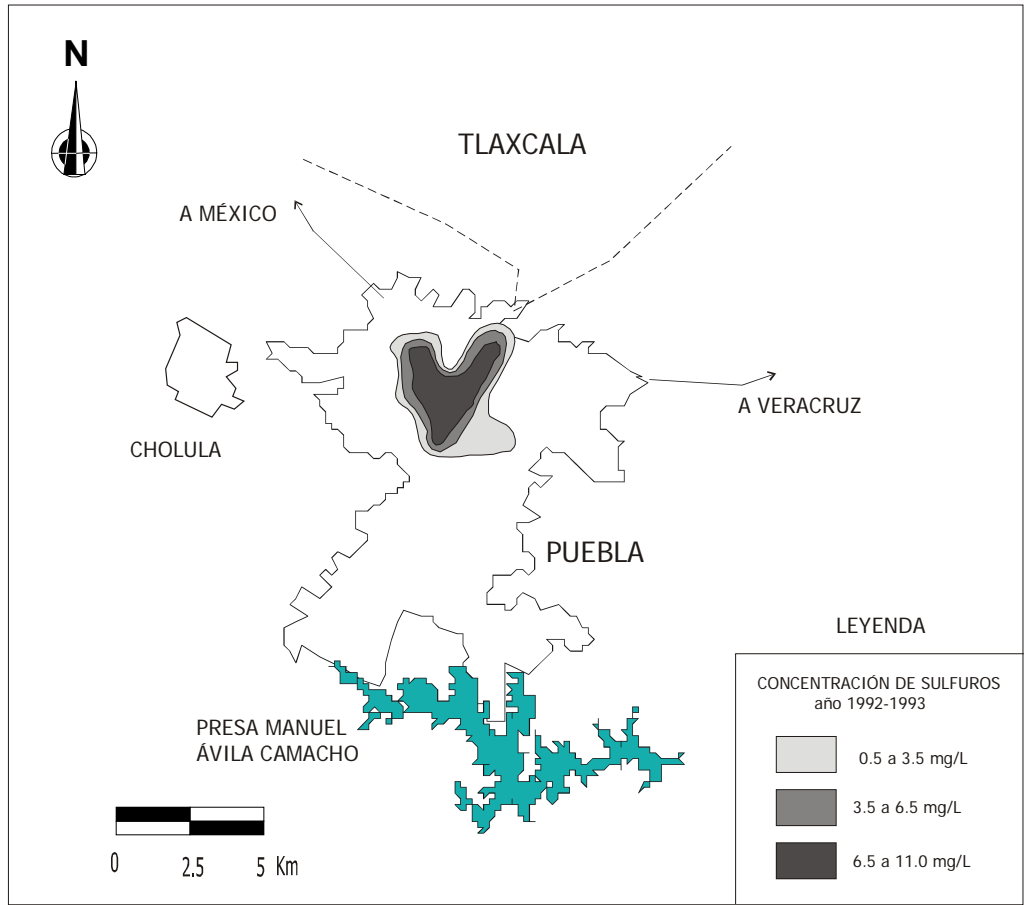 N
TLAXCALA
A MÉXICO
A VERACRUZ
CHOLULA
PUEBLA
LEYENDA
CONCENTRACIÓN DE SULFUROS
año 1992-1993
0.5 a 3.5 mg/L
3.5 a 6.5 mg/L
6.5 a 11.0 mg/L
PRESA MANUEL
ÁVILA CAMACHO
0 2.5 5 Km